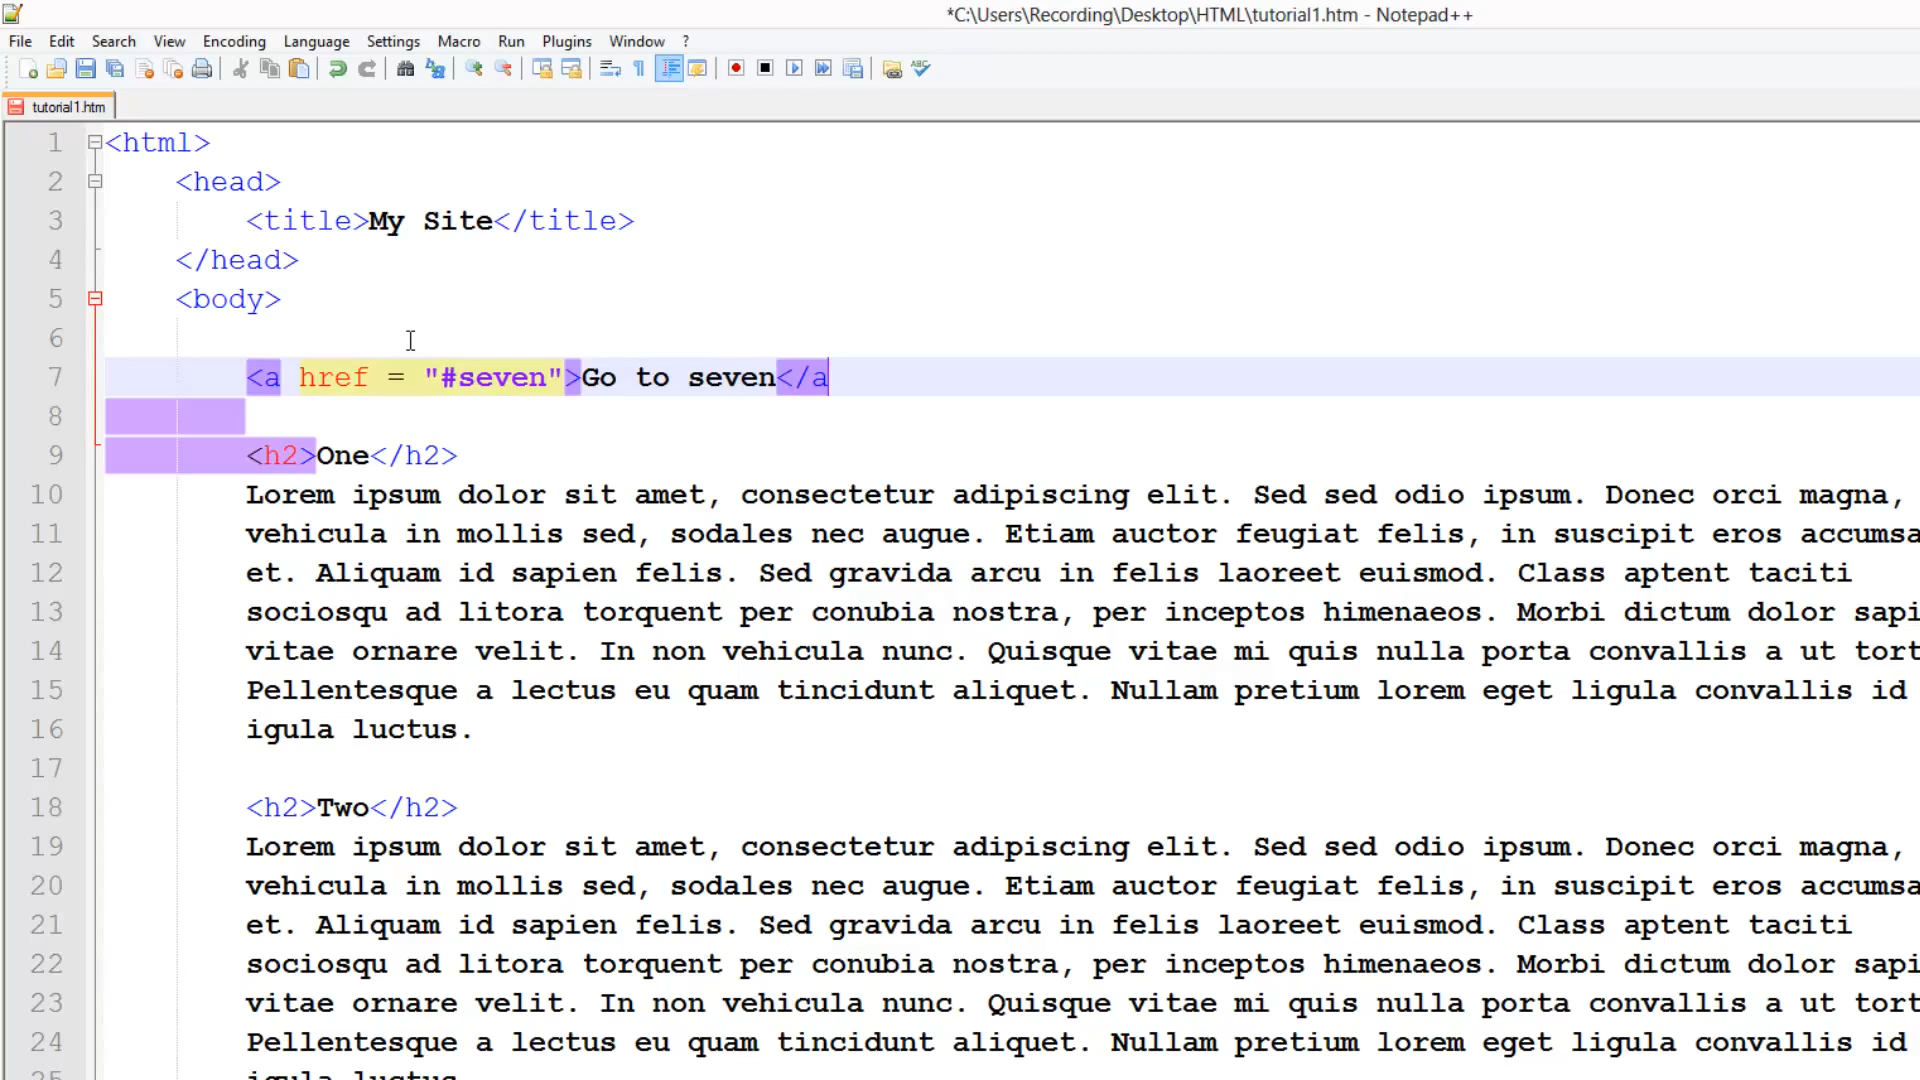 *C:\Users\Recording\Desktop\HTML\tutorial1.htm - Notepad++
File Edit Search View Encoding Language Settings Macro Run Plugins Window ?
tutorial1.htm
1 <html>
2 <head>
3 <title>My Site</title>
4 </head>
5 <body>
6
7 <a href = "#seven">Go to seven</a
8
9 <h2>One</h2>
10 Lorem ipsum dolor sit amet, consectetur adipiscing elit. Sed sed odio ipsum. Donec orci magna,
11 vehicula in mollis sed, sodales nec augue. Etiam auctor feugiat felis, in suscipit eros accumsa
12 et. Aliquam id sapien felis. Sed gravida arcu in felis laoreet euismod. Class aptent taciti
13 sociosqu ad litora torquent per conubia nostra, per inceptos himenaeos. Morbi dictum dolor sapi
14 vitae ornare velit. In non vehicula nunc. Quisque vitae mi quis nulla porta convallis a ut tort
15 Pellentesque a lectus eu quam tincidunt aliquet. Nullam pretium lorem eget ligula convallis id
16 igula luctus.
17
18 <h2>Two</h2>
19 Lorem ipsum dolor sit amet, consectetur adipiscing elit. Sed sed odio ipsum. Donec orci magna,
20 vehicula in mollis sed, sodales nec augue. Etiam auctor feugiat felis, in suscipit eros accumsa
21 et. Aliquam id sapien felis. Sed gravida arcu in felis laoreet euismod. Class aptent taciti
22 sociosqu ad litora torquent per conubia nostra, per inceptos himenaeos. Morbi dictum dolor sapi
23 vitae ornare velit. In non vehicula nunc. Quisque vitae mi quis nulla porta convallis a ut tort
24 Pellentesque a lectus eu quam tincidunt aliquet. Nullam pretium lorem eget ligula convallis id
25 igula luctus.